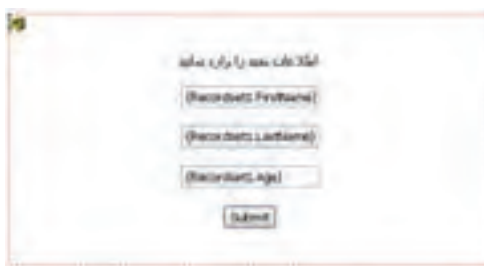 اطلاعات جدید را وارد نمایید
{Recordset1.FirstName}
{Recordset1.LastName}
{Recordset1.Age}
Submit